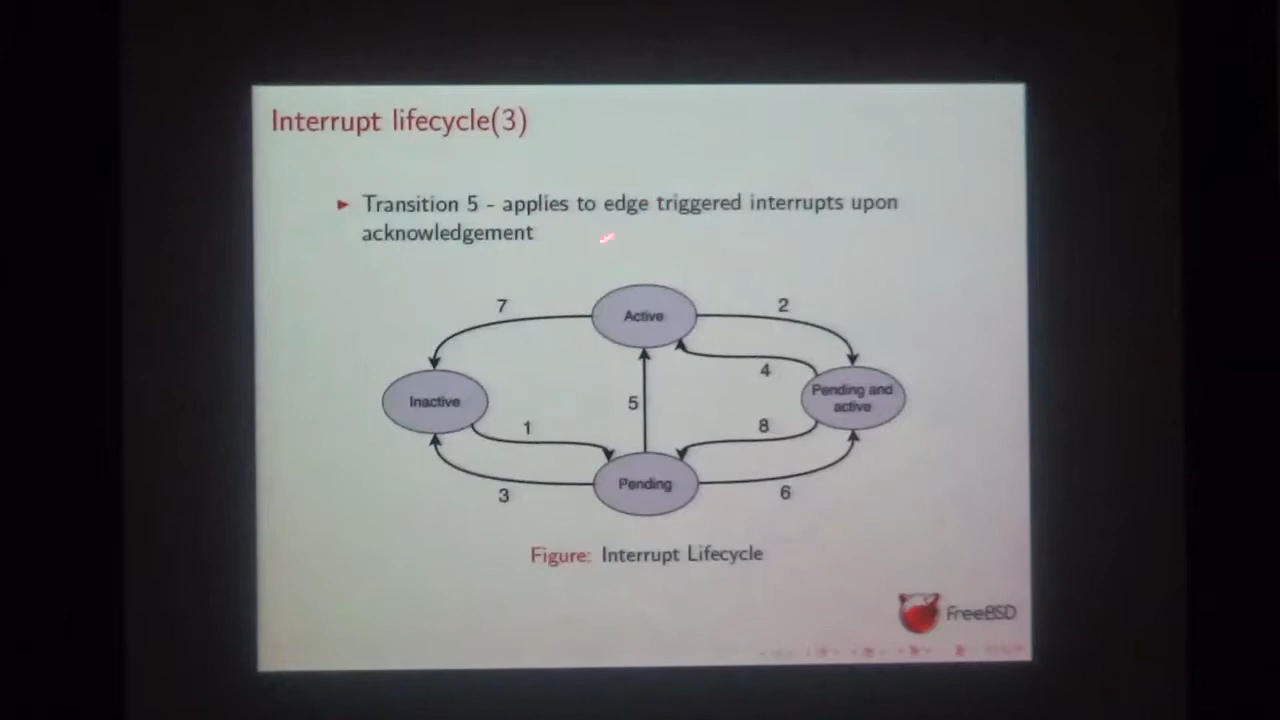 Interrupt lifecycle(3)
Transition 5 - applies to edge triggered interrupts upon
acknowledgement
7
Active
2
4
Pending and
active
Inactive
5
1
8
Pending
3
6
Figure: Interrupt Lifecycle
FreeBSD